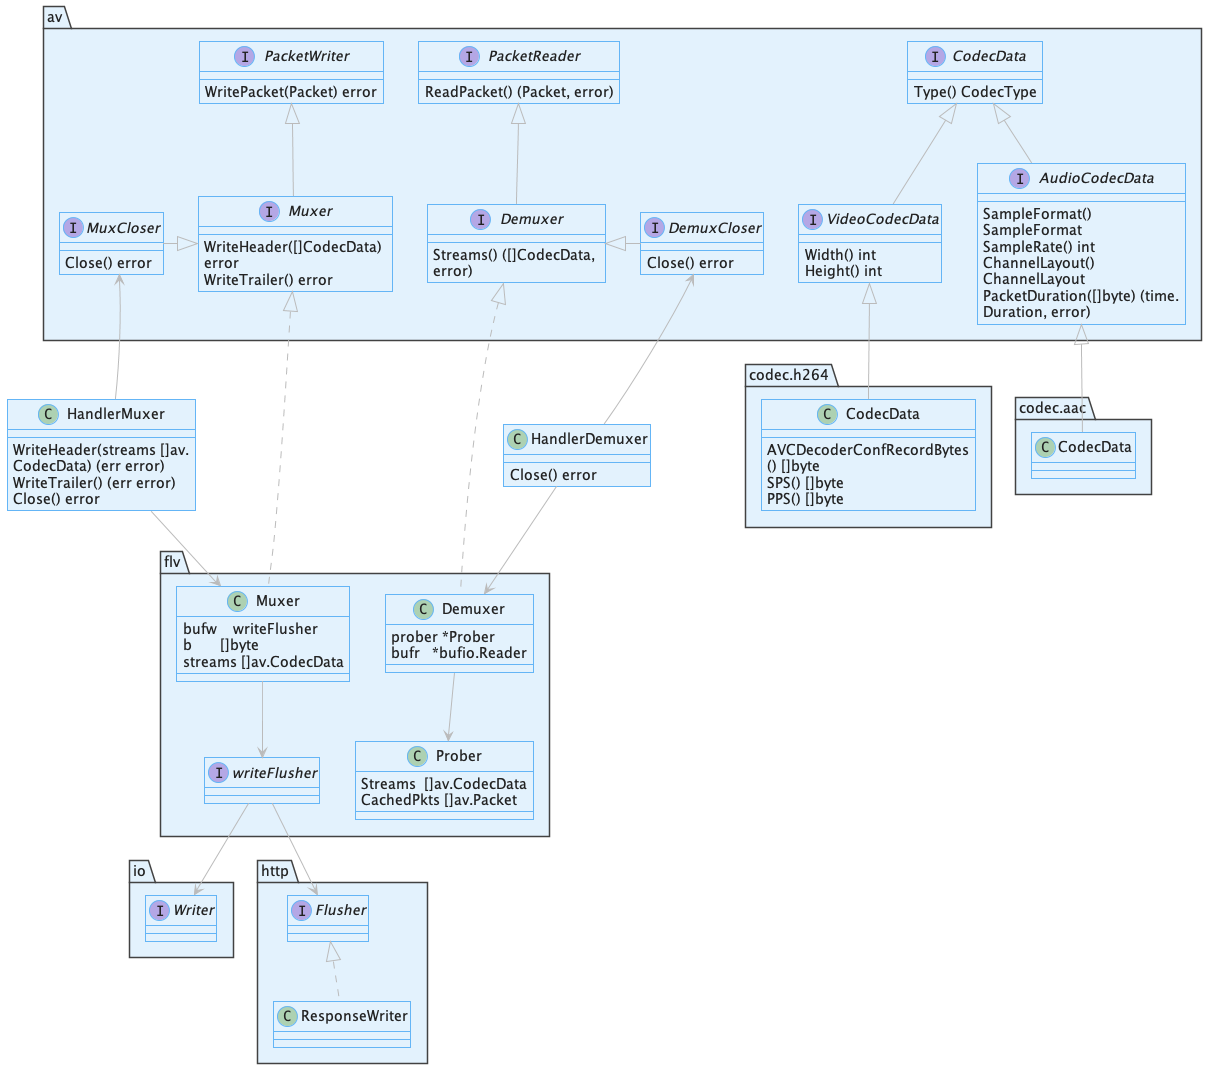 av
I PacketWriter
WritePacket(Packet) error
I PacketReader
ReadPacket() (Packet, error)
I CodecData
Type() CodecType
I MuxCloser
Close() error
I Muxer
WriteHeader([]CodecData)
error
WriteTrailer() error
I Demuxer
Streams() ([]CodecData,
error)
I DemuxCloser
Close() error
I VideoCodecData
Width() int
Height() int
I AudioCodecData
SampleFormat()
SampleFormat
SampleRate() int
ChannelLayout()
ChannelLayout
PacketDuration([]byte) (time.
Duration, error)
C HandlerMuxer
WriteHeader(streams []av.
CodecData) (err error)
WriteTrailer() (err error)
Close() error
C HandlerDemuxer
Close() error
codec.h264
C CodecData
AVCDecoderConfRecordBytes
() []byte
SPS() []byte
PPS() []byte
codec.aac
C CodecData
flv
C Muxer
bufw    writeFlusher
b       []byte
streams []av.CodecData
C Demuxer
prober *Prober
bufr   *bufio.Reader
I writeFlusher
C Prober
Streams  []av.CodecData
CachedPkts []av.Packet
io
I Writer
http
I Flusher
C ResponseWriter